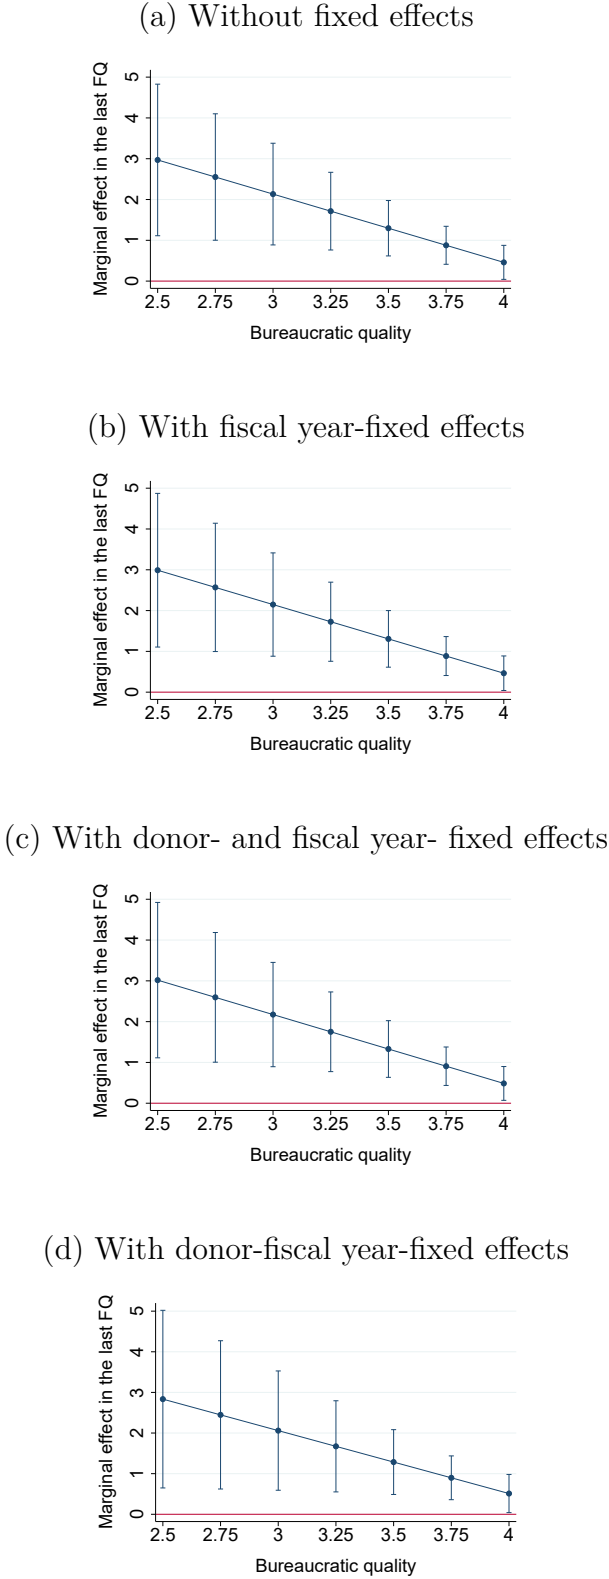 (a) Without fixed effects
Marginal effect in the last FQ
5
4
3
2
1
0
2.5 2.75 3 3.25 3.5 3.75 4
Bureaucratic quality
(b) With fiscal year-fixed effects
Marginal effect in the last FQ
5
4
3
2
1
0
2.5 2.75 3 3.25 3.5 3.75 4
Bureaucratic quality
(c) With donor- and fiscal year- fixed effects
Marginal effect in the last FQ
5
4
3
2
1
0
2.5 2.75 3 3.25 3.5 3.75 4
Bureaucratic quality
(d) With donor-fiscal year-fixed effects
Marginal effect in the last FQ
5
4
3
2
1
0
2.5 2.75 3 3.25 3.5 3.75 4
Bureaucratic quality